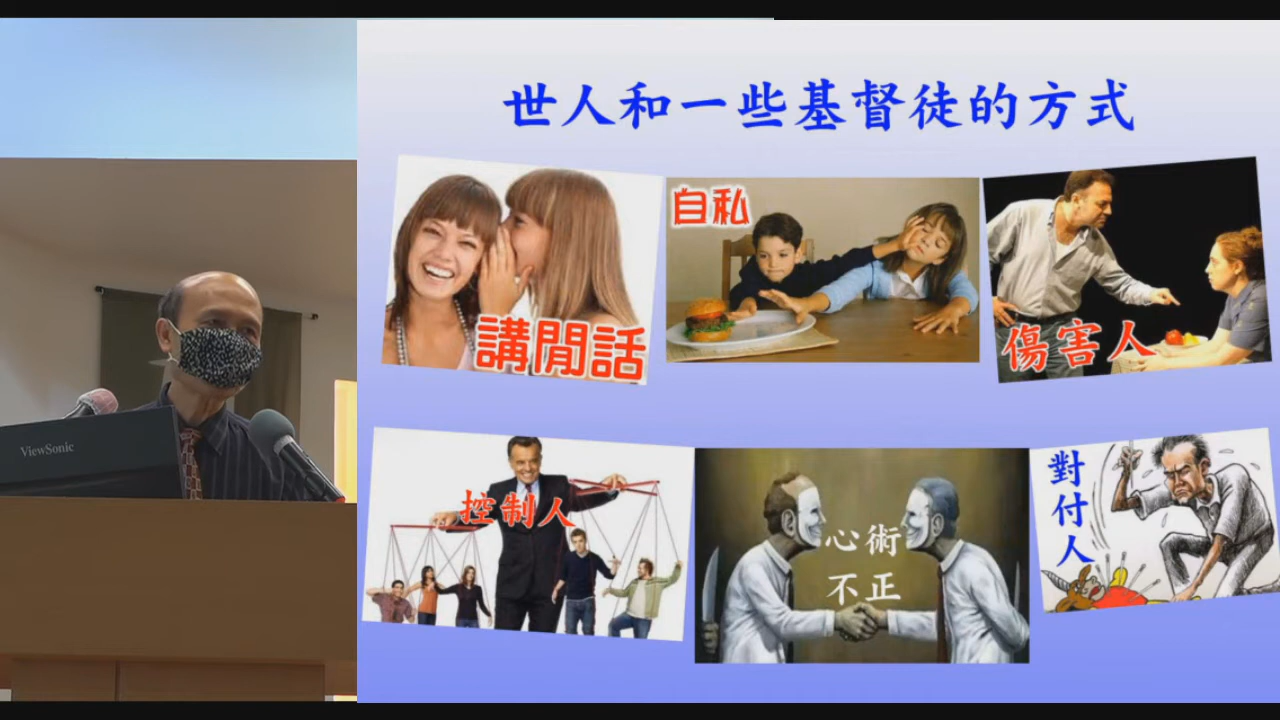 世人和一些基督徒的方式
講閒話
自私
傷害人
控制人
心術
不正
對付人
ViewSonic